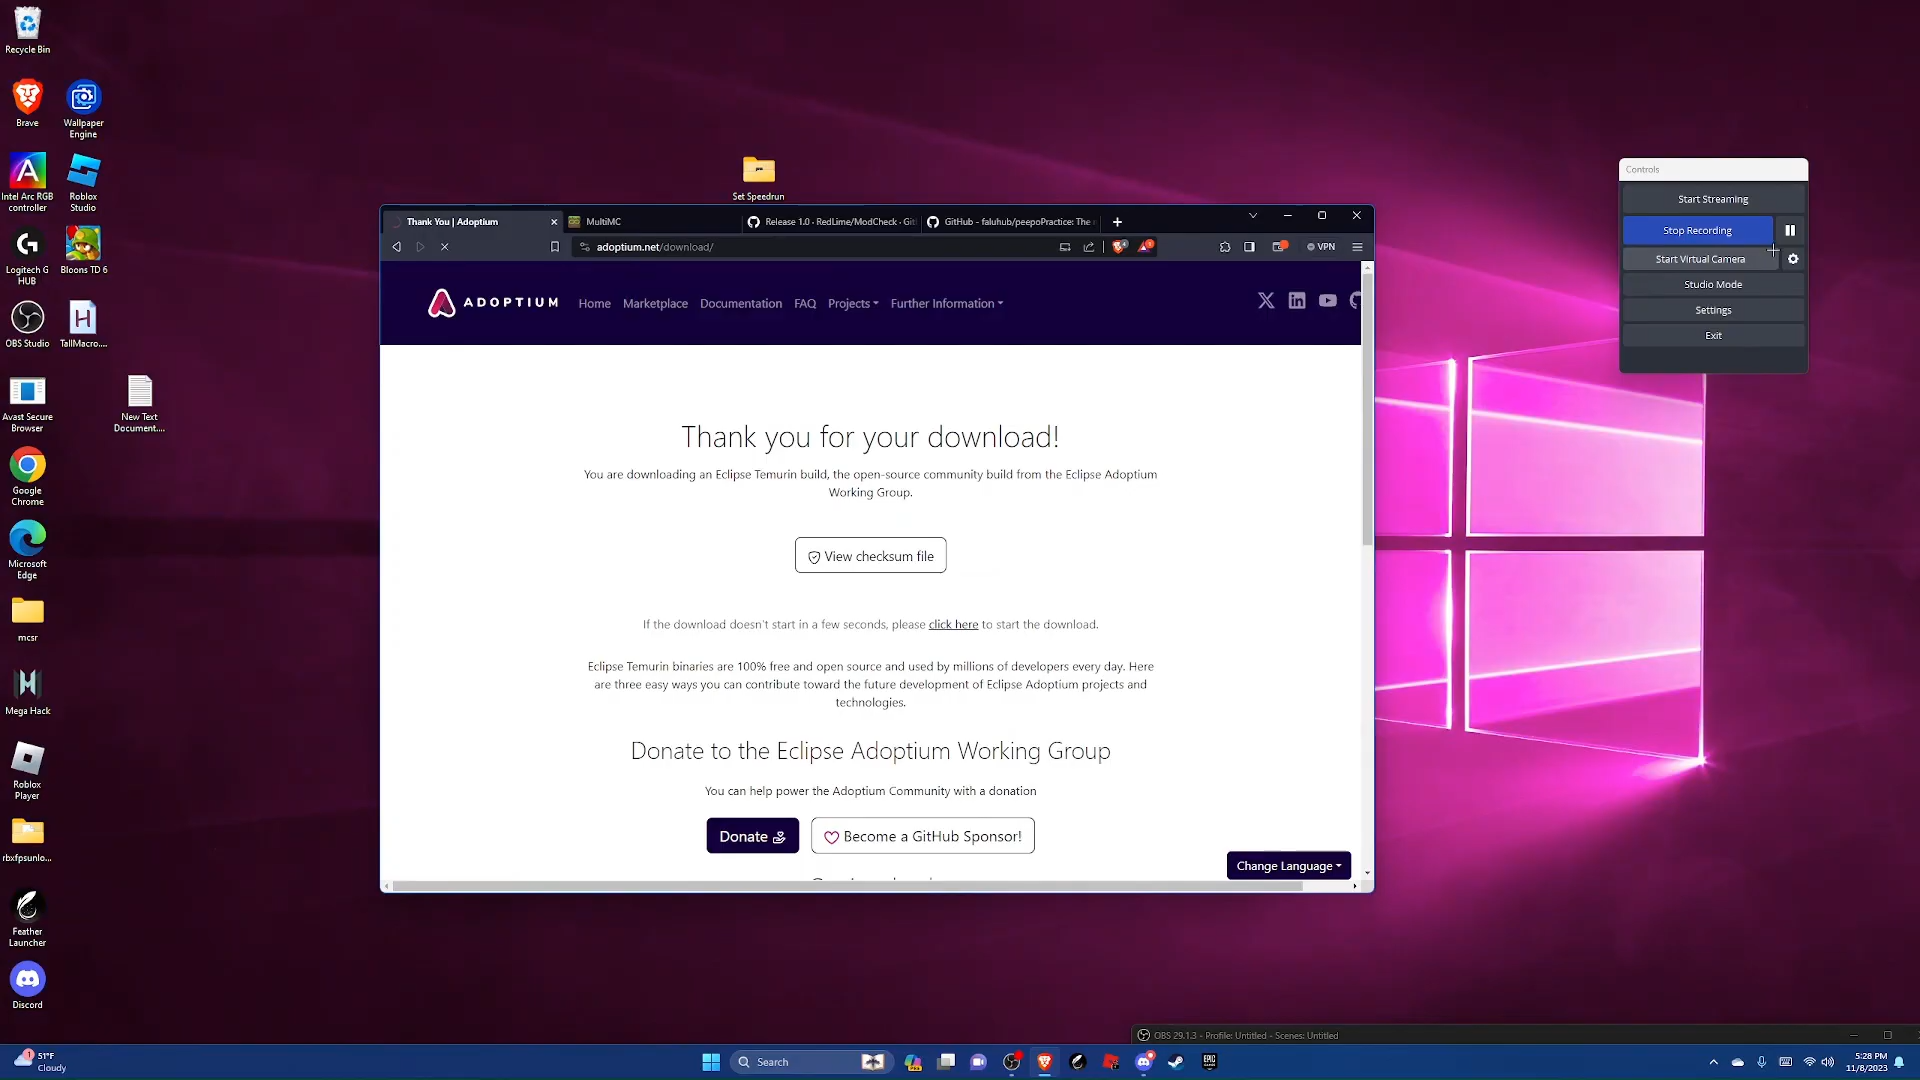 Recycle Bin
Brave
Wallpaper
Engine
Intel Arc RGB
controller
Roblox
Studio
Logitech G
HUB
Bloons TD 6
OBS Studio
TallMacro....
Avast Secure
Browser
New Text
Document....
Google
Chrome
Microsoft
Edge
mcsr
Mega Hack
Roblox
Player
rbxfpsunlo...
Feather
Launcher
Discord
Set Speedrun
Thank You | Adoptium
MultiMC
Release 1.0 · RedLime/ModCheck · Git
GitHub - faluhub/peepoPractice: The
adoptium.net/download/
VPN
ADOPTIUM
Home
Marketplace
Documentation
FAQ
Projects
Further Information
Thank you for your download!
You are downloading an Eclipse Temurin build, the open-source community build from the Eclipse Adoptium
Working Group.
View checksum file
If the download doesn't start in a few seconds, please click here to start the download.
Eclipse Temurin binaries are 100% free and open source and used by millions of developers every day. Here
are three easy ways you can contribute toward the future development of Eclipse Adoptium projects and
technologies.
Donate to the Eclipse Adoptium Working Group
You can help power the Adoptium Community with a donation
Donate
Become a GitHub Sponsor!
Change Language
Controls
Start Streaming
Stop Recording
Start Virtual Camera
Studio Mode
Settings
Exit
OBS 29.1.3 - Profile: Untitled - Scenes: Untitled
51°F
Cloudy
Search
5:28 PM
11/8/2023